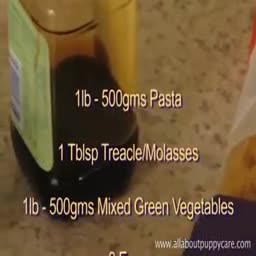 1lb - 500gms Pasta
1 Tblsp Treacle/Molasses
1lb - 500gms Mixed Green Vegetables
www.allaboutpuppycare.com